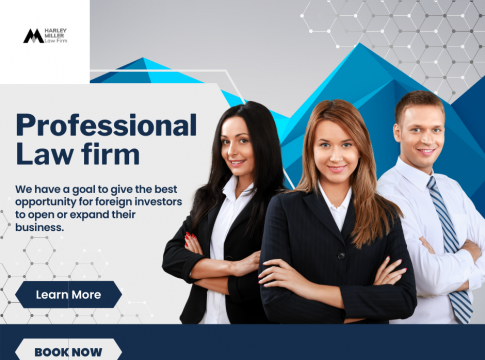 HARLEY
MILLER
Law Firm
Professional
Law firm
We have a goal to give the best
opportunity for foreign investors
to open or expand their
business.
Learn More
BOOK NOW